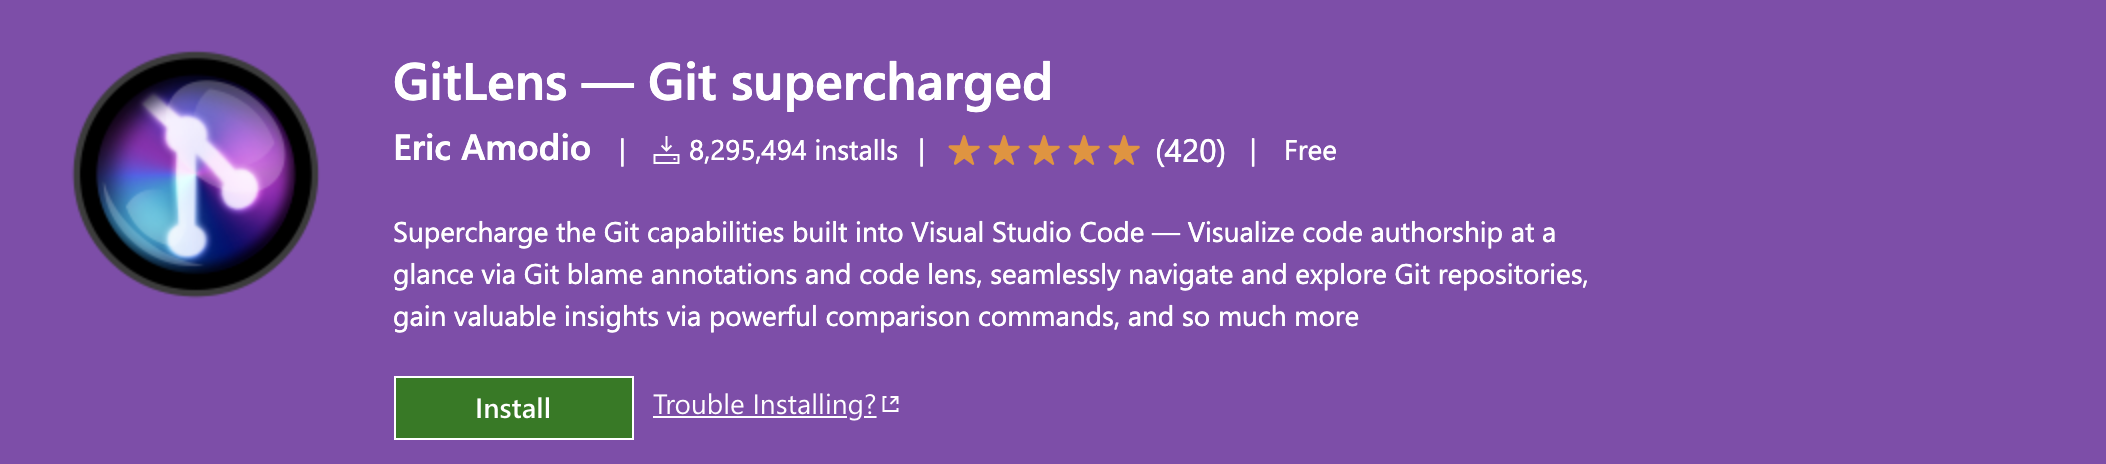 GitLens — Git supercharged
Eric Amodio | 8,295,494 installs | (420) | Free
Supercharge the Git capabilities built into Visual Studio Code — Visualize code authorship at a
glance via Git blame annotations and code lens, seamlessly navigate and explore Git repositories,
gain valuable insights via powerful comparison commands, and so much more
Install Trouble Installing?